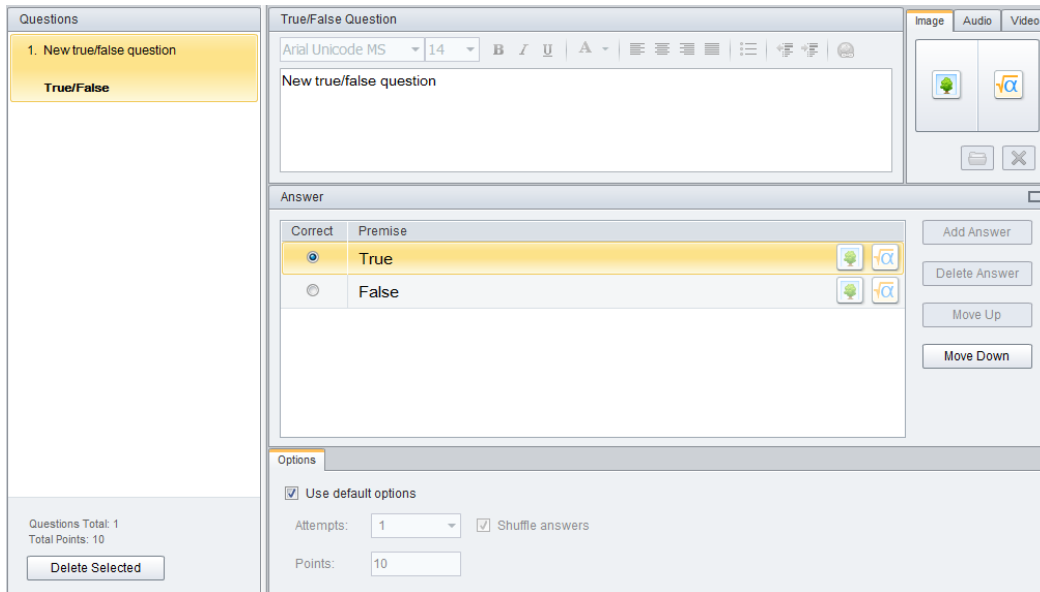 Questions
1. New true/false question
True/False
Questions Total: 1
Total Points: 10
Delete Selected
True/False Question
Arial Unicode MS 14 B I U A
New true/false question
Image Audio Video
√α
Answer
Correct Premise
True √α
False √α
Add Answer
Delete Answer
Move Up
Move Down
Options
Use default options
Attempts: 1 Shuffle answers
Points: 10